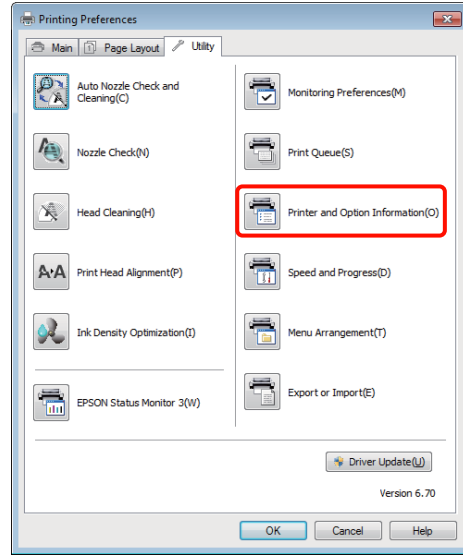 Printing Preferences
Main
Page Layout
Utility
Auto Nozzle Check and
Cleaning(C)
Nozzle Check(N)
Head Cleaning(H)
A▸A
Print Head Alignment(P)
Ink Density Optimization(I)
EPSON Status Monitor 3(W)
Monitoring Preferences(M)
Print Queue(S)
Printer and Option Information(O)
Speed and Progress(D)
Menu Arrangement(T)
Export or Import(E)
Driver Update(U)
Version 6.70
OK
Cancel
Help